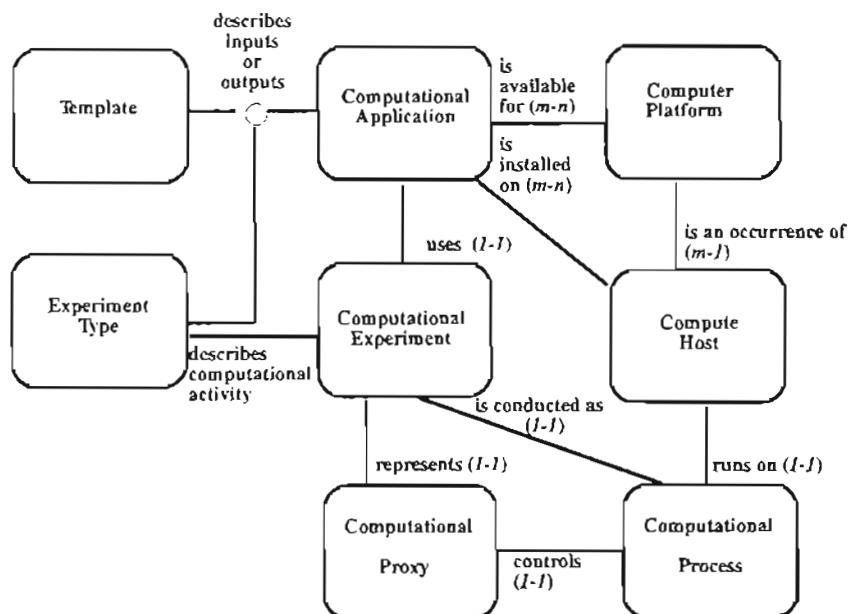 describes
inputs
or
outputs
Template
Computational
Application
is
available
for (m-n)
Computer
Platform
is
installed
on (m-n)
uses (1-1)
is an occurrence of
(m-1)
Experiment
Type
Computational
Experiment
Compute
Host
describes
computational
activity
is conducted as
(1-1)
represents (1-1)
runs on (1-1)
Computational
Proxy
controls
(1-1)
Computational
Process